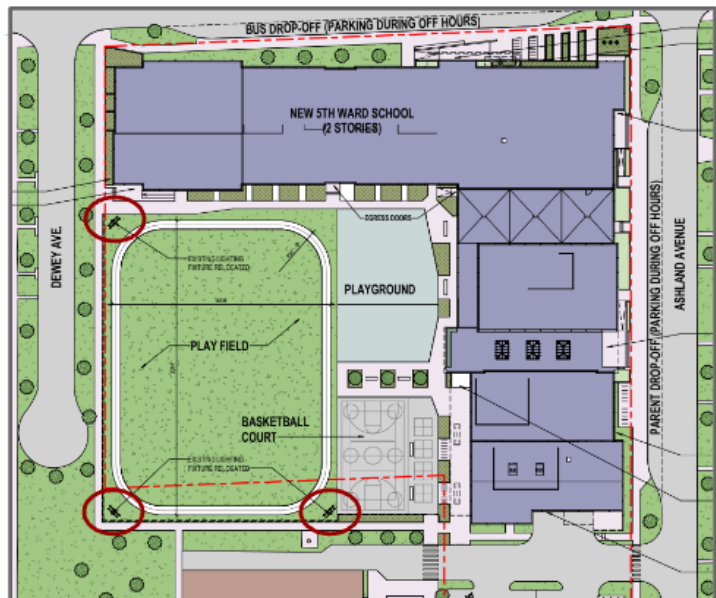 BUS DROP-OFF (PARKING DURING OFF HOURS)
NEW 5TH WARD SCHOOL
(2 STORIES)
EGRESS DOORS
EXISTING LIGHTING
FIXTURE RELOCATED
DEWEY AVE.
PLAYGROUND
PLAY FIELD
BASKETBALL
COURT
EXISTING LIGHTING
FIXTURE RELOCATED
PARENT DROP-OFF (PARKING DURING OFF HOURS)
ASHLAND AVENUE